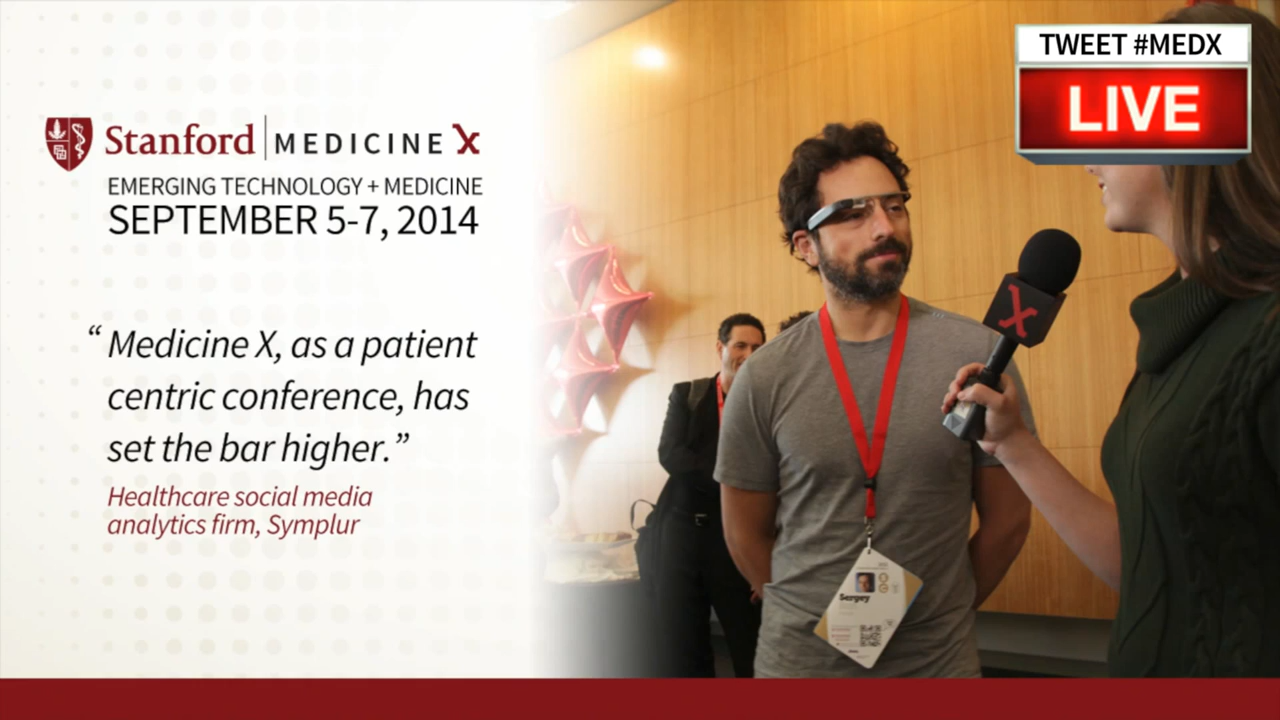 TWEET #MEDX
LIVE
Stanford MEDICINE X
EMERGING TECHNOLOGY + MEDICINE
SEPTEMBER 5-7, 2014
“Medicine X, as a patient
centric conference, has
set the bar higher.”
Healthcare social media
analytics firm, Symplur
X
Sergey